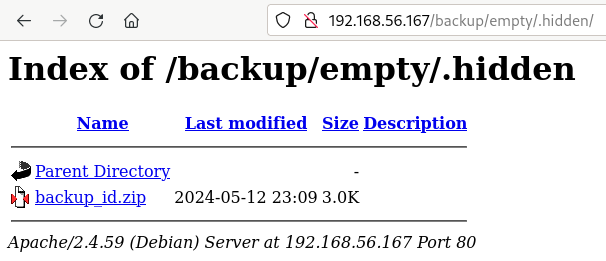 192.168.56.167/backup/empty/.hidden/
Index of /backup/empty/.hidden
Name Last modified Size Description
Parent Directory -
backup_id.zip 2024-05-12 23:09 3.0K
Apache/2.4.59 (Debian) Server at 192.168.56.167 Port 80